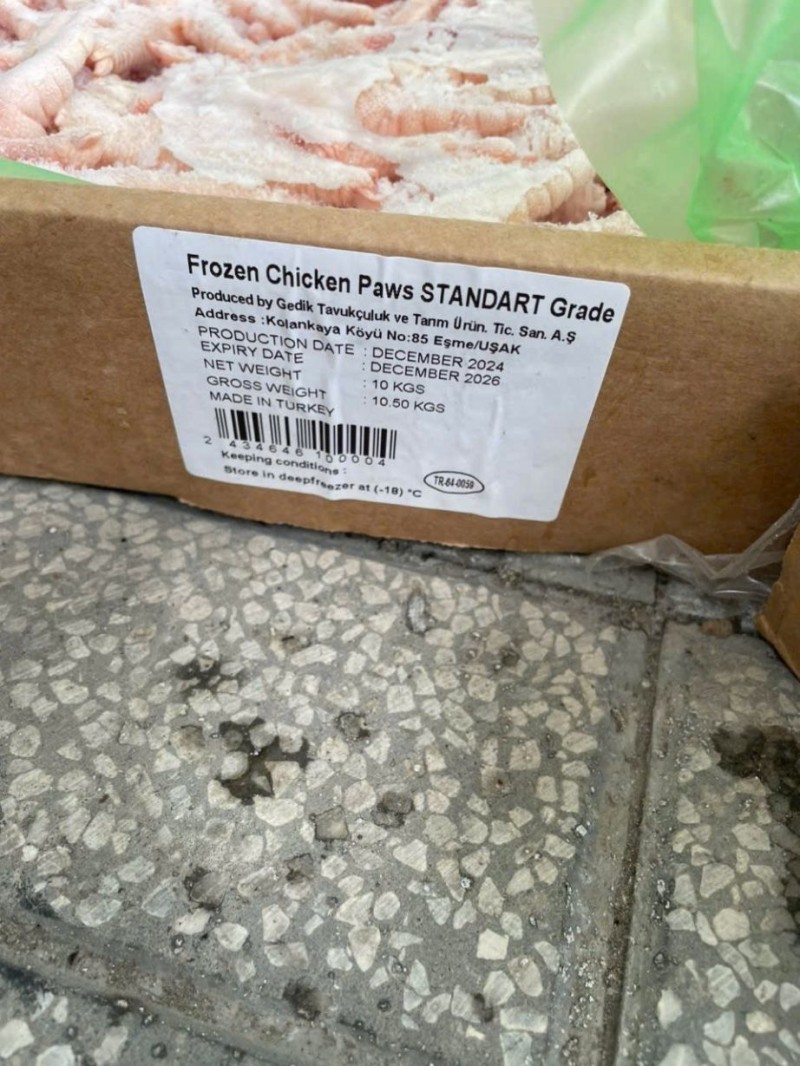 Frozen Chicken Paws STANDART Grade
Produced by Gedik Tavukçuluk ve Tarım Ürün. Tic. San. A.Ş
Address :Kolankaya Köyü No:85 Eşme/UŞAK
PRODUCTION DATE : DECEMBER 2024
EXPIRY DATE : DECEMBER 2026
NET WEIGHT : 10 KGS
GROSS WEIGHT : 10.50 KGS
MADE IN TURKEY
2 434646 100004
Keeping conditions :
Store in deepfreezer at (-18) °C
TR-64-0059